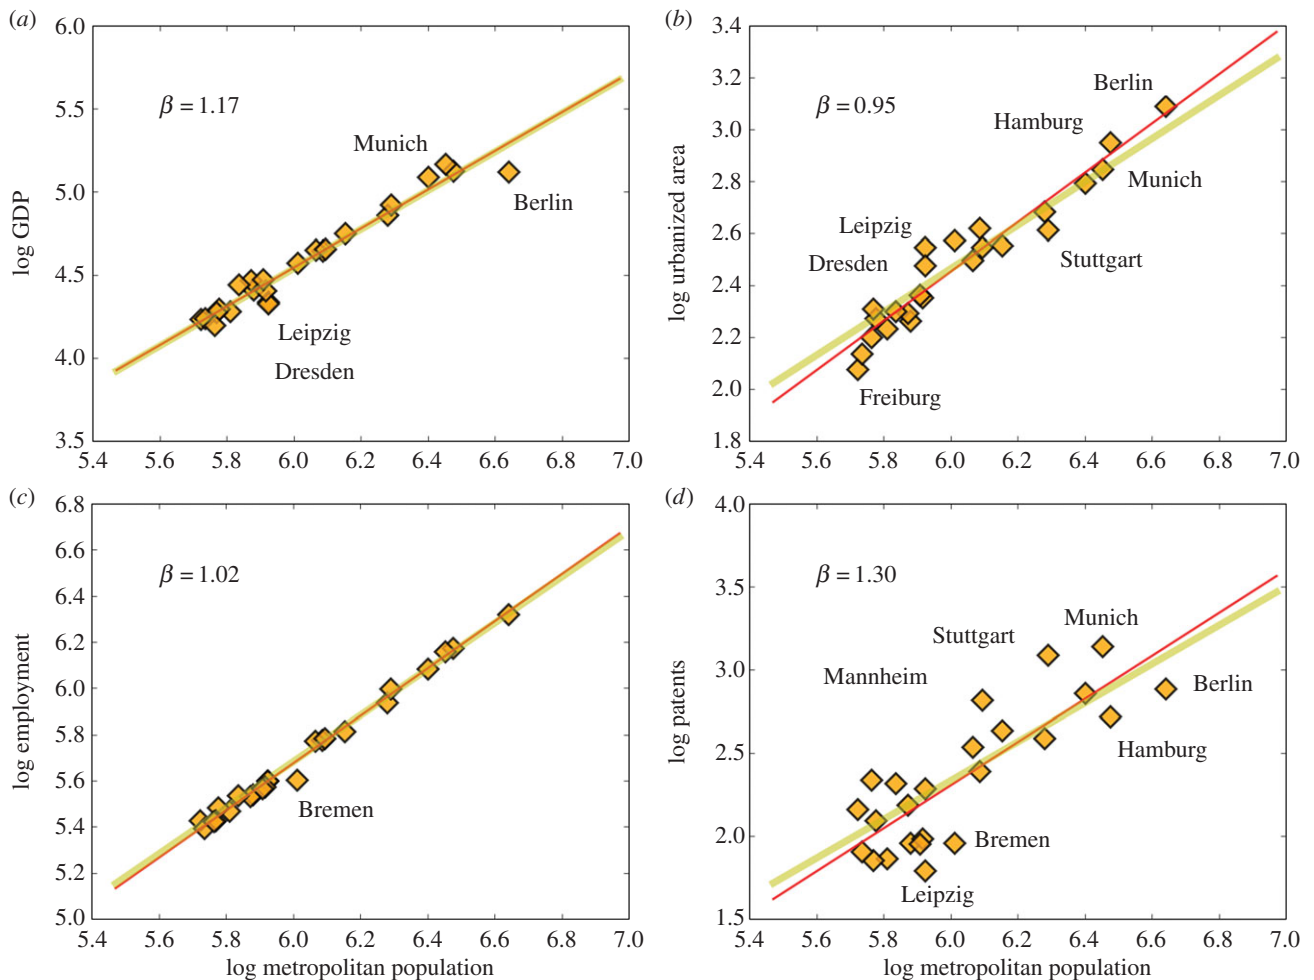 (a)
6.0
5.5
5.0
4.5
4.0
3.5
log GDP
β = 1.17
Munich
Berlin
Leipzig
Dresden
5.4 5.6 5.8 6.0 6.2 6.4 6.6 6.8 7.0
(b)
3.4
3.2
3.0
2.8
2.6
2.4
2.2
2.0
1.8
log urbanized area
β = 0.95
Berlin
Hamburg
Munich
Leipzig
Dresden
Stuttgart
Freiburg
5.4 5.6 5.8 6.0 6.2 6.4 6.6 6.8 7.0
(c)
6.8
6.6
6.4
6.2
6.0
5.8
5.6
5.4
5.2
5.0
log employment
β = 1.02
Bremen
5.4 5.6 5.8 6.0 6.2 6.4 6.6 6.8 7.0
log metropolitan population
(d)
4.0
3.5
3.0
2.5
2.0
1.5
log patents
β = 1.30
Munich
Stuttgart
Mannheim
Berlin
Hamburg
Bremen
Leipzig
5.4 5.6 5.8 6.0 6.2 6.4 6.6 6.8 7.0
log metropolitan population